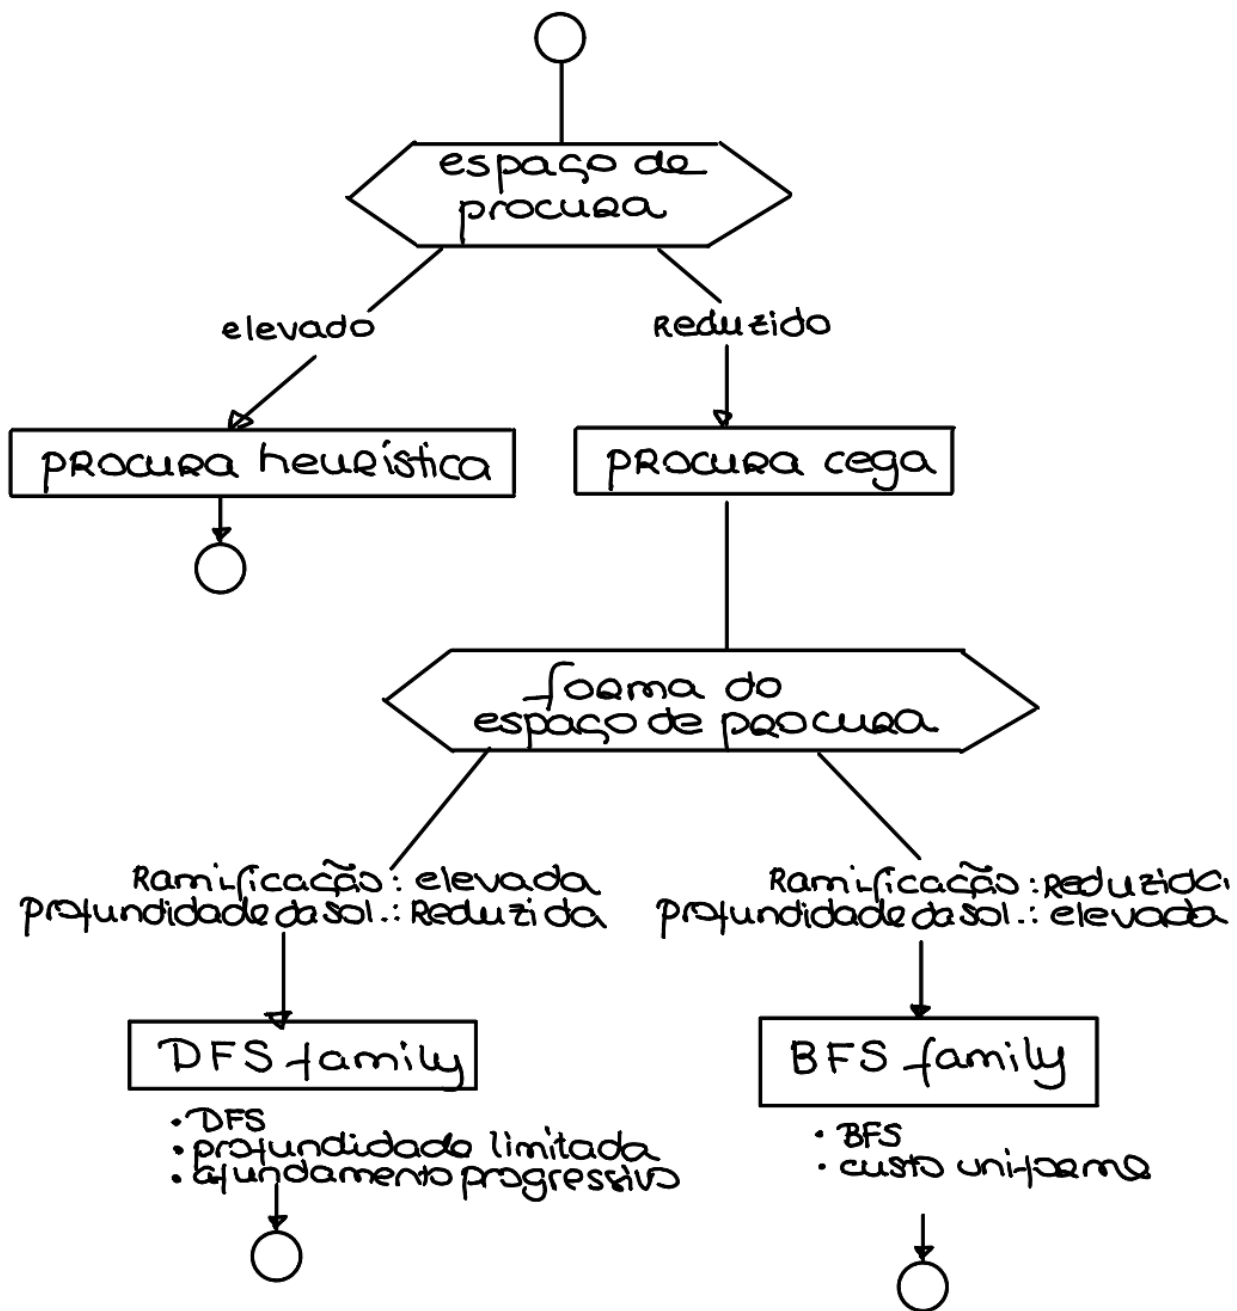 espaço de
procura
elevado
Reduzido
procura heurística
procura cega
forma do
espaço de procura
Ramificação: elevada
profundidade da sol.: Reduzida
Ramificação: Reduzida
profundidade da sol.: elevada
DFS family
BFS family
• DFS
• profundidade limitada
• afundamento progressivo
• BFS
• custo uniforme